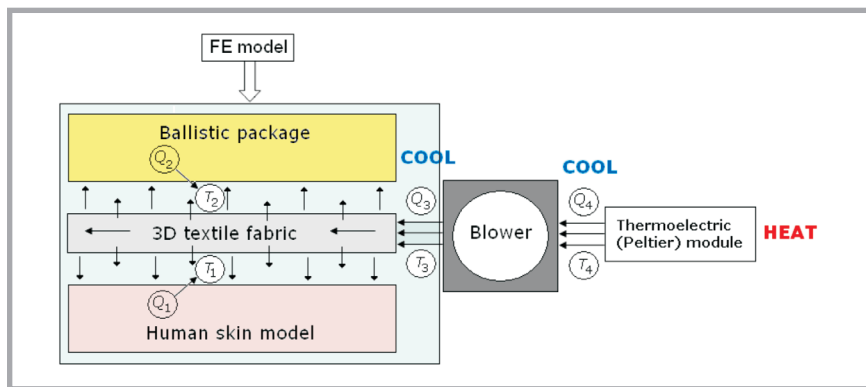 FE model
Ballistic package
COOL
COOL
Q2
T2
Q3
Q4
3D textile fabric
Blower
Thermoelectric
(Peltier) module
HEAT
T1
T3
T4
Q1
Human skin model